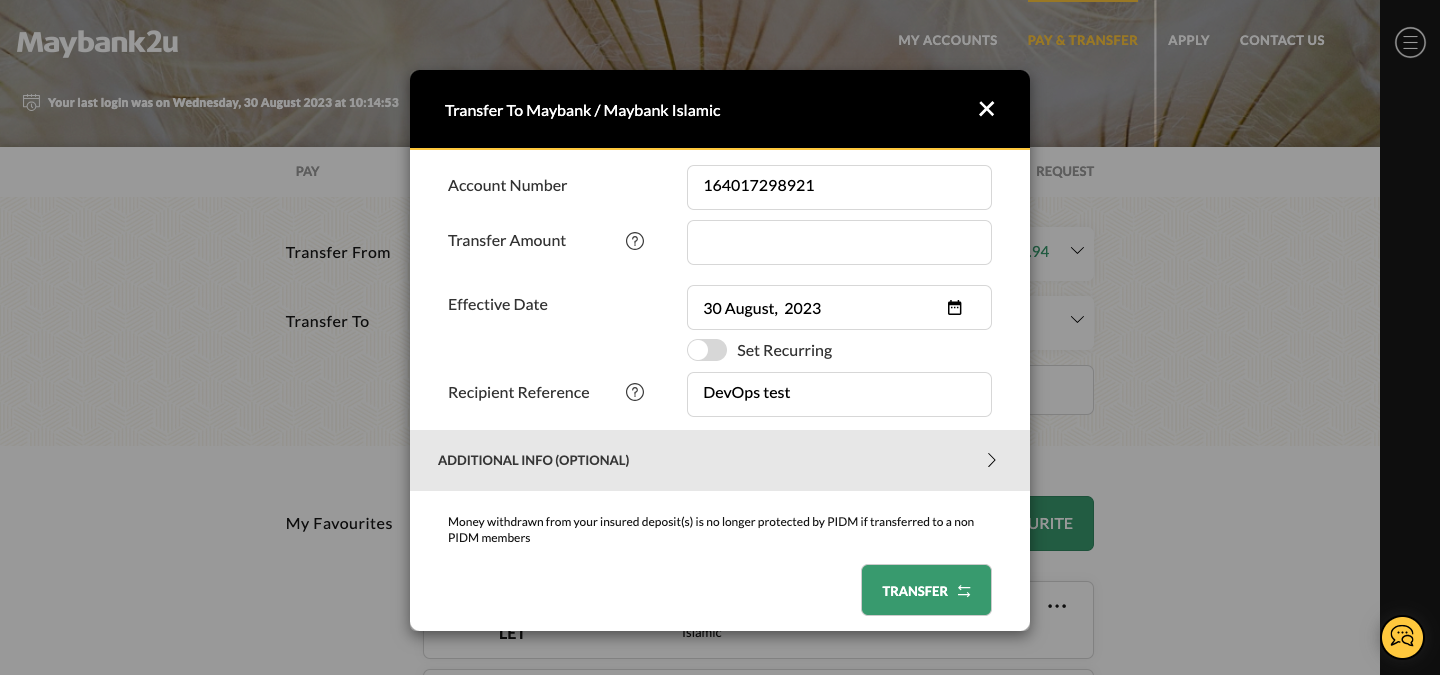 Maybank2u
MY ACCOUNTS
PAY & TRANSFER
APPLY
CONTACT US
Your last login was on Wednesday, 30 August 2023 at 10:14:53
Transfer To Maybank / Maybank Islamic
PAY
REQUEST
Account Number
164017298921
Transfer Amount
Transfer From
.94
Effective Date
30 August, 2023
Transfer To
Set Recurring
Recipient Reference
DevOps test
ADDITIONAL INFO (OPTIONAL)
My Favourites
URITE
Money withdrawn from your insured deposit(s) is no longer protected by PIDM if transferred to a non
PIDM members
TRANSFER
LET
Islamic